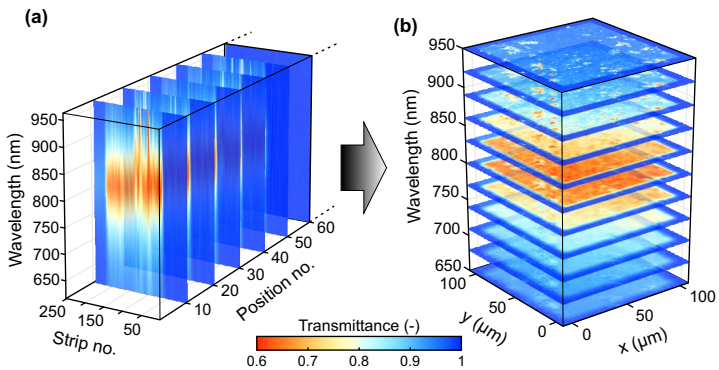 (a)
Wavelength (nm)
950
900
850
800
750
700
650
250
150
50
Strip no.
10
20
30
40
50
60
Position no.
(b)
Wavelength (nm)
950
900
850
800
750
700
650
100
50
0
y (μm)
0
50
100
x (μm)
Transmittance (-)
0.6 0.7 0.8 0.9 1